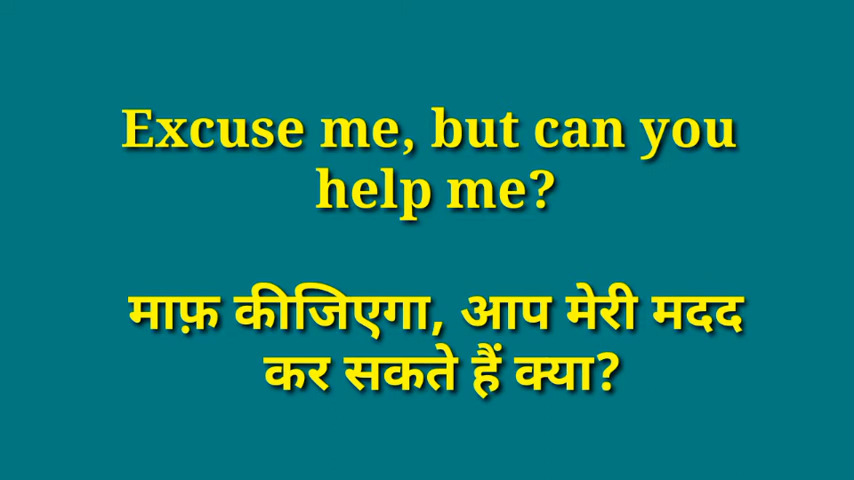 Excuse me, but can you
help me?
माफ़ कीजिएगा, आप मेरी मदद
कर सकते हैं क्या?